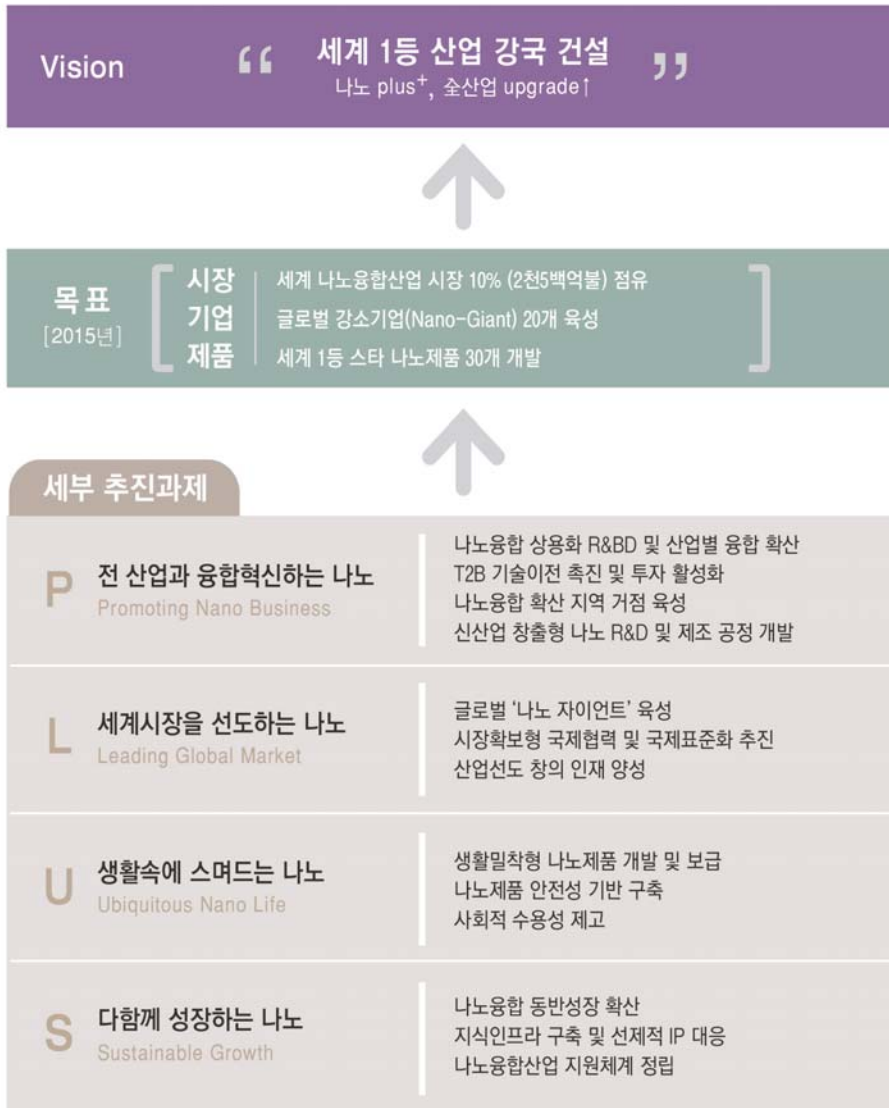 Vision
“ 세계 1등 산업 강국 건설 ”
나노 plus⁺, 全산업 upgrade↑
목표
[2015년]
시장 세계 나노융합산업 시장 10% (2천5백억불) 점유
기업 글로벌 강소기업(Nano-Giant) 20개 육성
제품 세계 1등 스타 나노제품 30개 개발
세부 추진과제
P
전 산업과 융합혁신하는 나노
Promoting Nano Business
나노융합 상용화 R&BD 및 산업별 융합 확산
T2B 기술이전 촉진 및 투자 활성화
나노융합 확산 지역 거점 육성
신산업 창출형 나노 R&D 및 제조 공정 개발
L
세계시장을 선도하는 나노
Leading Global Market
글로벌 ‘나노 자이언트’ 육성
시장확보형 국제협력 및 국제표준화 추진
산업선도 창의 인재 양성
U
생활속에 스며드는 나노
Ubiquitous Nano Life
생활밀착형 나노제품 개발 및 보급
나노제품 안전성 기반 구축
사회적 수용성 제고
S
다함께 성장하는 나노
Sustainable Growth
나노융합 동반성장 확산
지식인프라 구축 및 선제적 IP 대응
나노융합산업 지원체계 정립